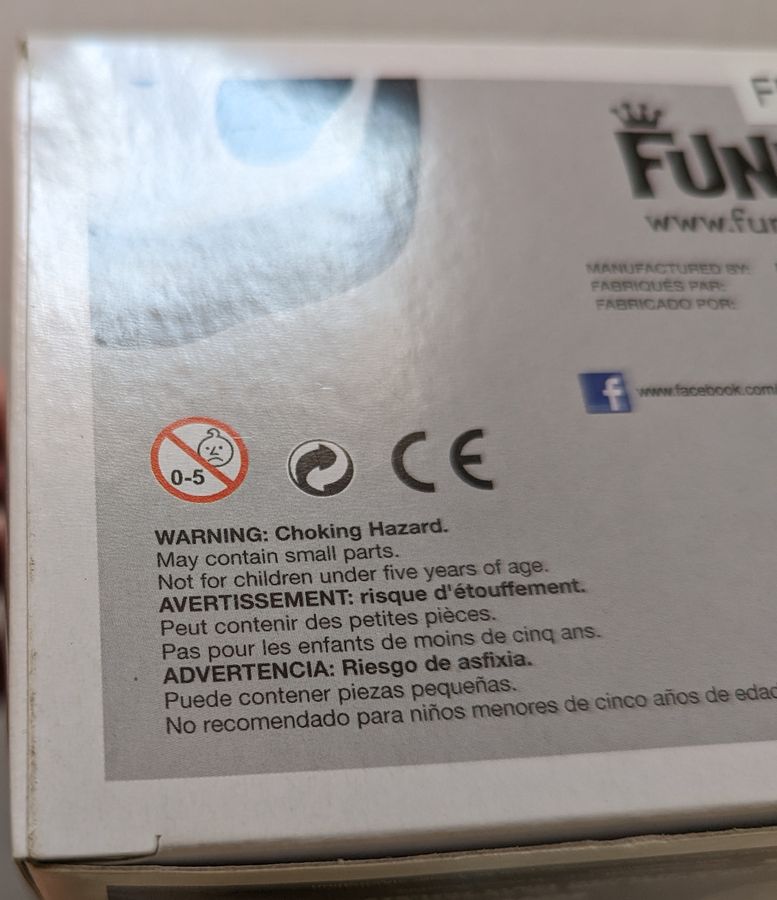 FUN
www.fun
MANUFACTURED BY:
FABRIQUÉS PAR:
FABRICADO POR:
f www.facebook.com/
0-5
CE
WARNING: Choking Hazard.
May contain small parts.
Not for children under five years of age.
AVERTISSEMENT: risque d'étouffement.
Peut contenir des petites pièces.
Pas pour les enfants de moins de cinq ans.
ADVERTENCIA: Riesgo de asfixia.
Puede contener piezas pequeñas.
No recomendado para niños menores de cinco años de edad